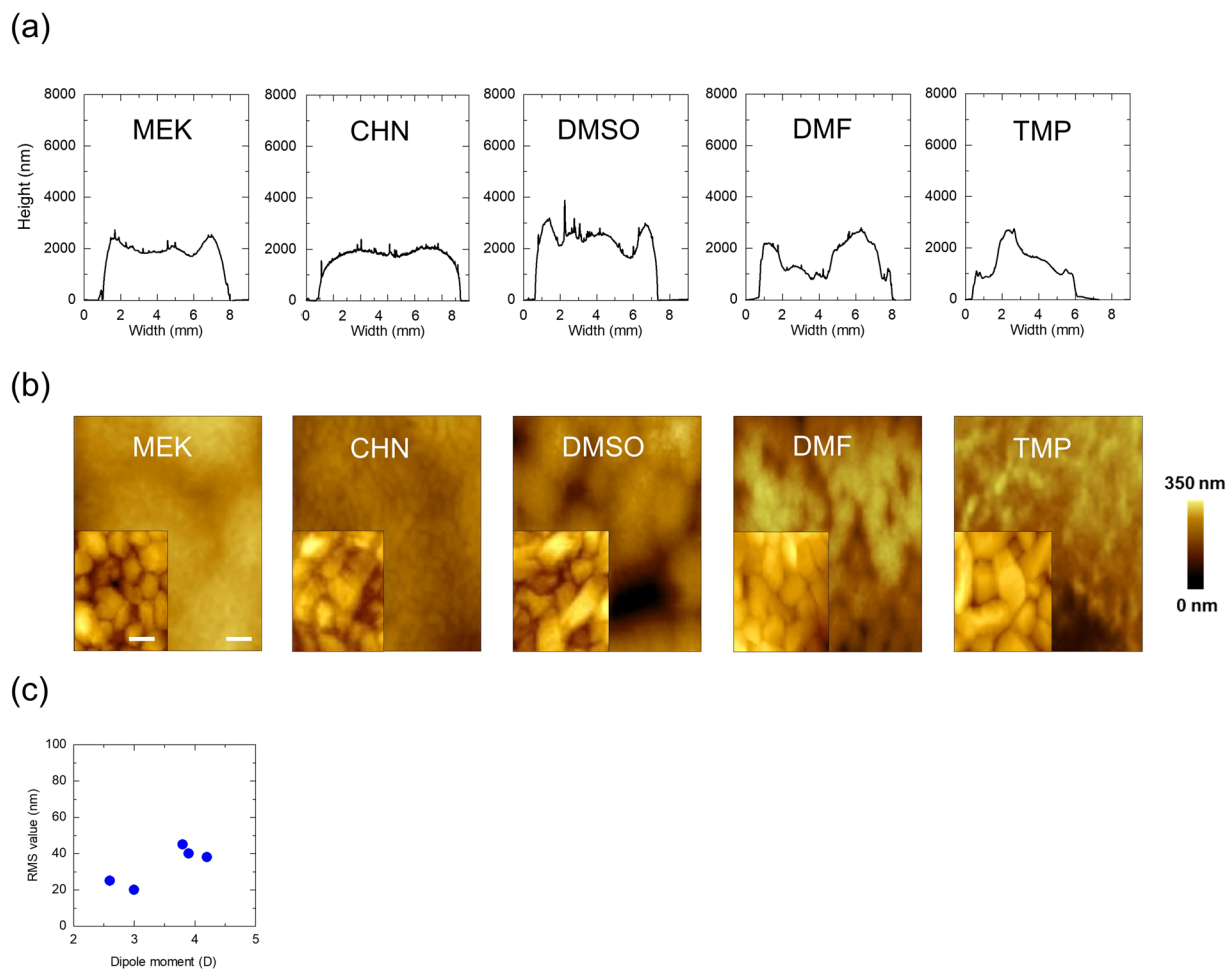 (a)
MEK
CHN
DMSO
DMF
TMP
Height (nm)
8000
6000
4000
2000
0
0 2 4 6 8
Width (mm)
8000
6000
4000
2000
0
0 2 4 6 8
Width (mm)
8000
6000
4000
2000
0
0 2 4 6 8
Width (mm)
8000
6000
4000
2000
0
0 2 4 6 8
Width (mm)
8000
6000
4000
2000
0
0 2 4 6 8
Width (mm)
(b)
MEK
CHN
DMSO
DMF
TMP
350 nm
0 nm
(c)
RMS value (nm)
100
80
60
40
20
0
2 3 4 5
Dipole moment (D)